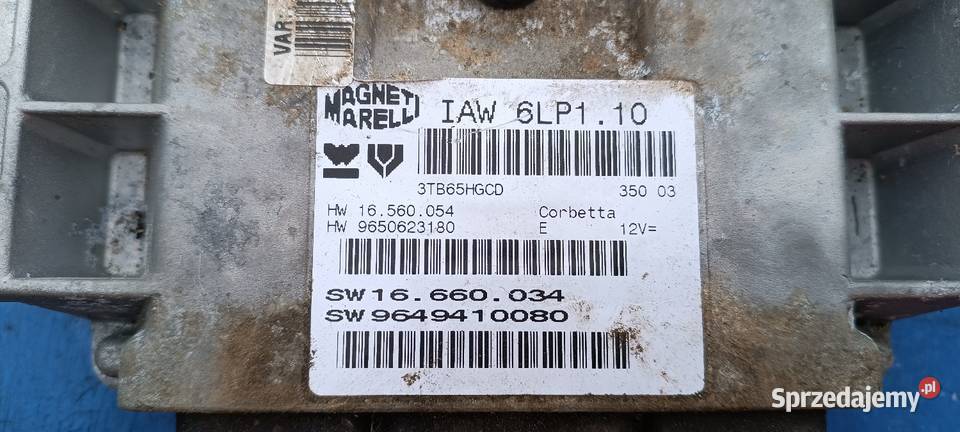 VAR:
MAGNETI
MARELLI
IAW 6LP1.10
3TB65HGCD 350 03
HW 16.560.054 Corbetta
HW 9650623180 E 12V=
SW 16.660.034
SW 9649410080
Sprzedajemy.pl